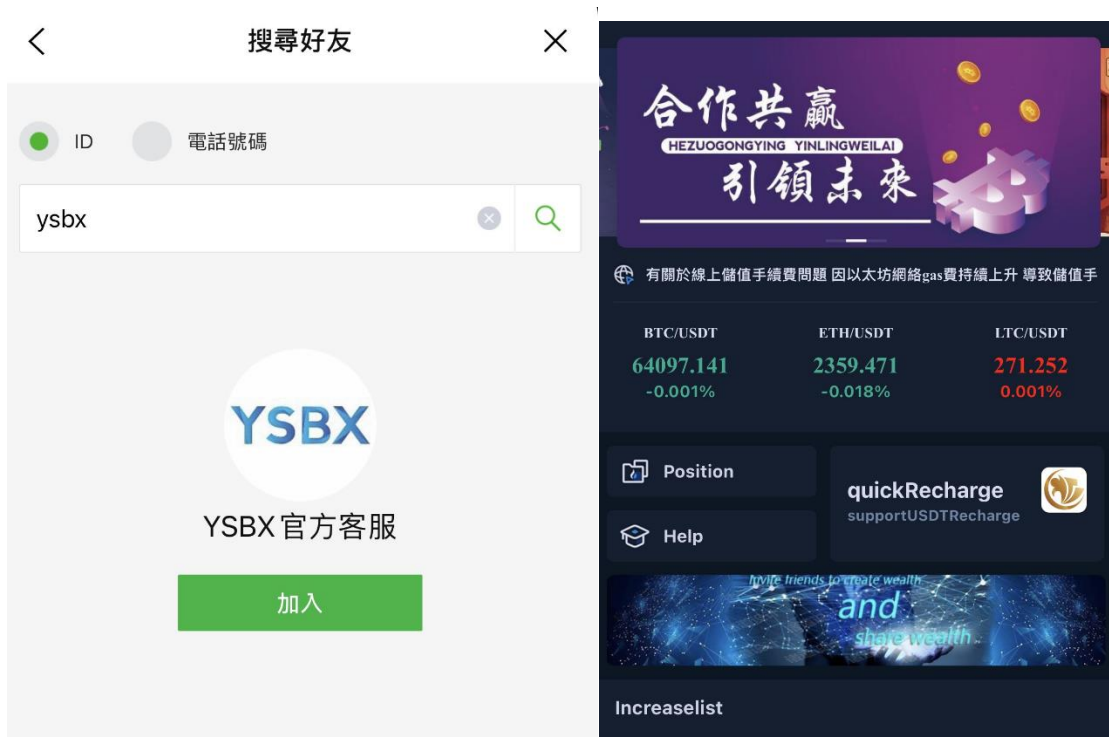 搜尋好友
ID
電話號碼
ysbx
YSBX
YSBX官方客服
加入
合作共贏
HEZUOGONGYING YINLINGWEILAI
引領未來
有關於線上儲值手續費問題 因以太坊網絡gas費持續上升 導致儲值手
BTC/USDT
ETH/USDT
LTC/USDT
64097.141
2359.471
271.252
-0.001%
-0.018%
0.001%
Position
Help
quickRecharge
supportUSDTRecharge
Invite friends to create wealth
and
share wealth
Increaselist